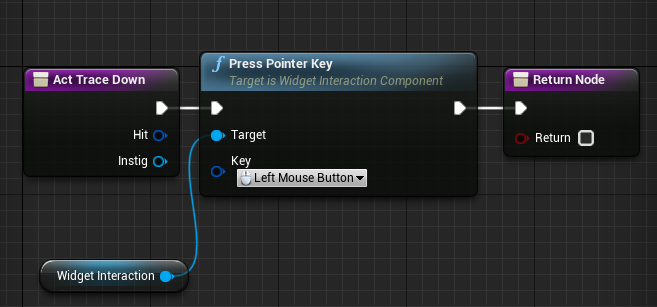 Act Trace Down
Hit
Instig
f Press Pointer Key
Target is Widget Interaction Component
Target
Key
Left Mouse Button
Return Node
Return
Widget Interaction